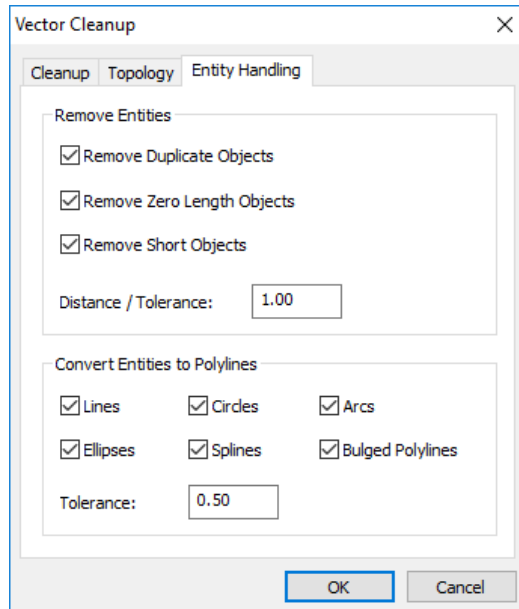 Vector Cleanup
Cleanup Topology Entity Handling
Remove Entities
Remove Duplicate Objects
Remove Zero Length Objects
Remove Short Objects
Distance / Tolerance: 1.00
Convert Entities to Polylines
Lines Circles Arcs
Ellipses Splines Bulged Polylines
Tolerance: 0.50
OK Cancel